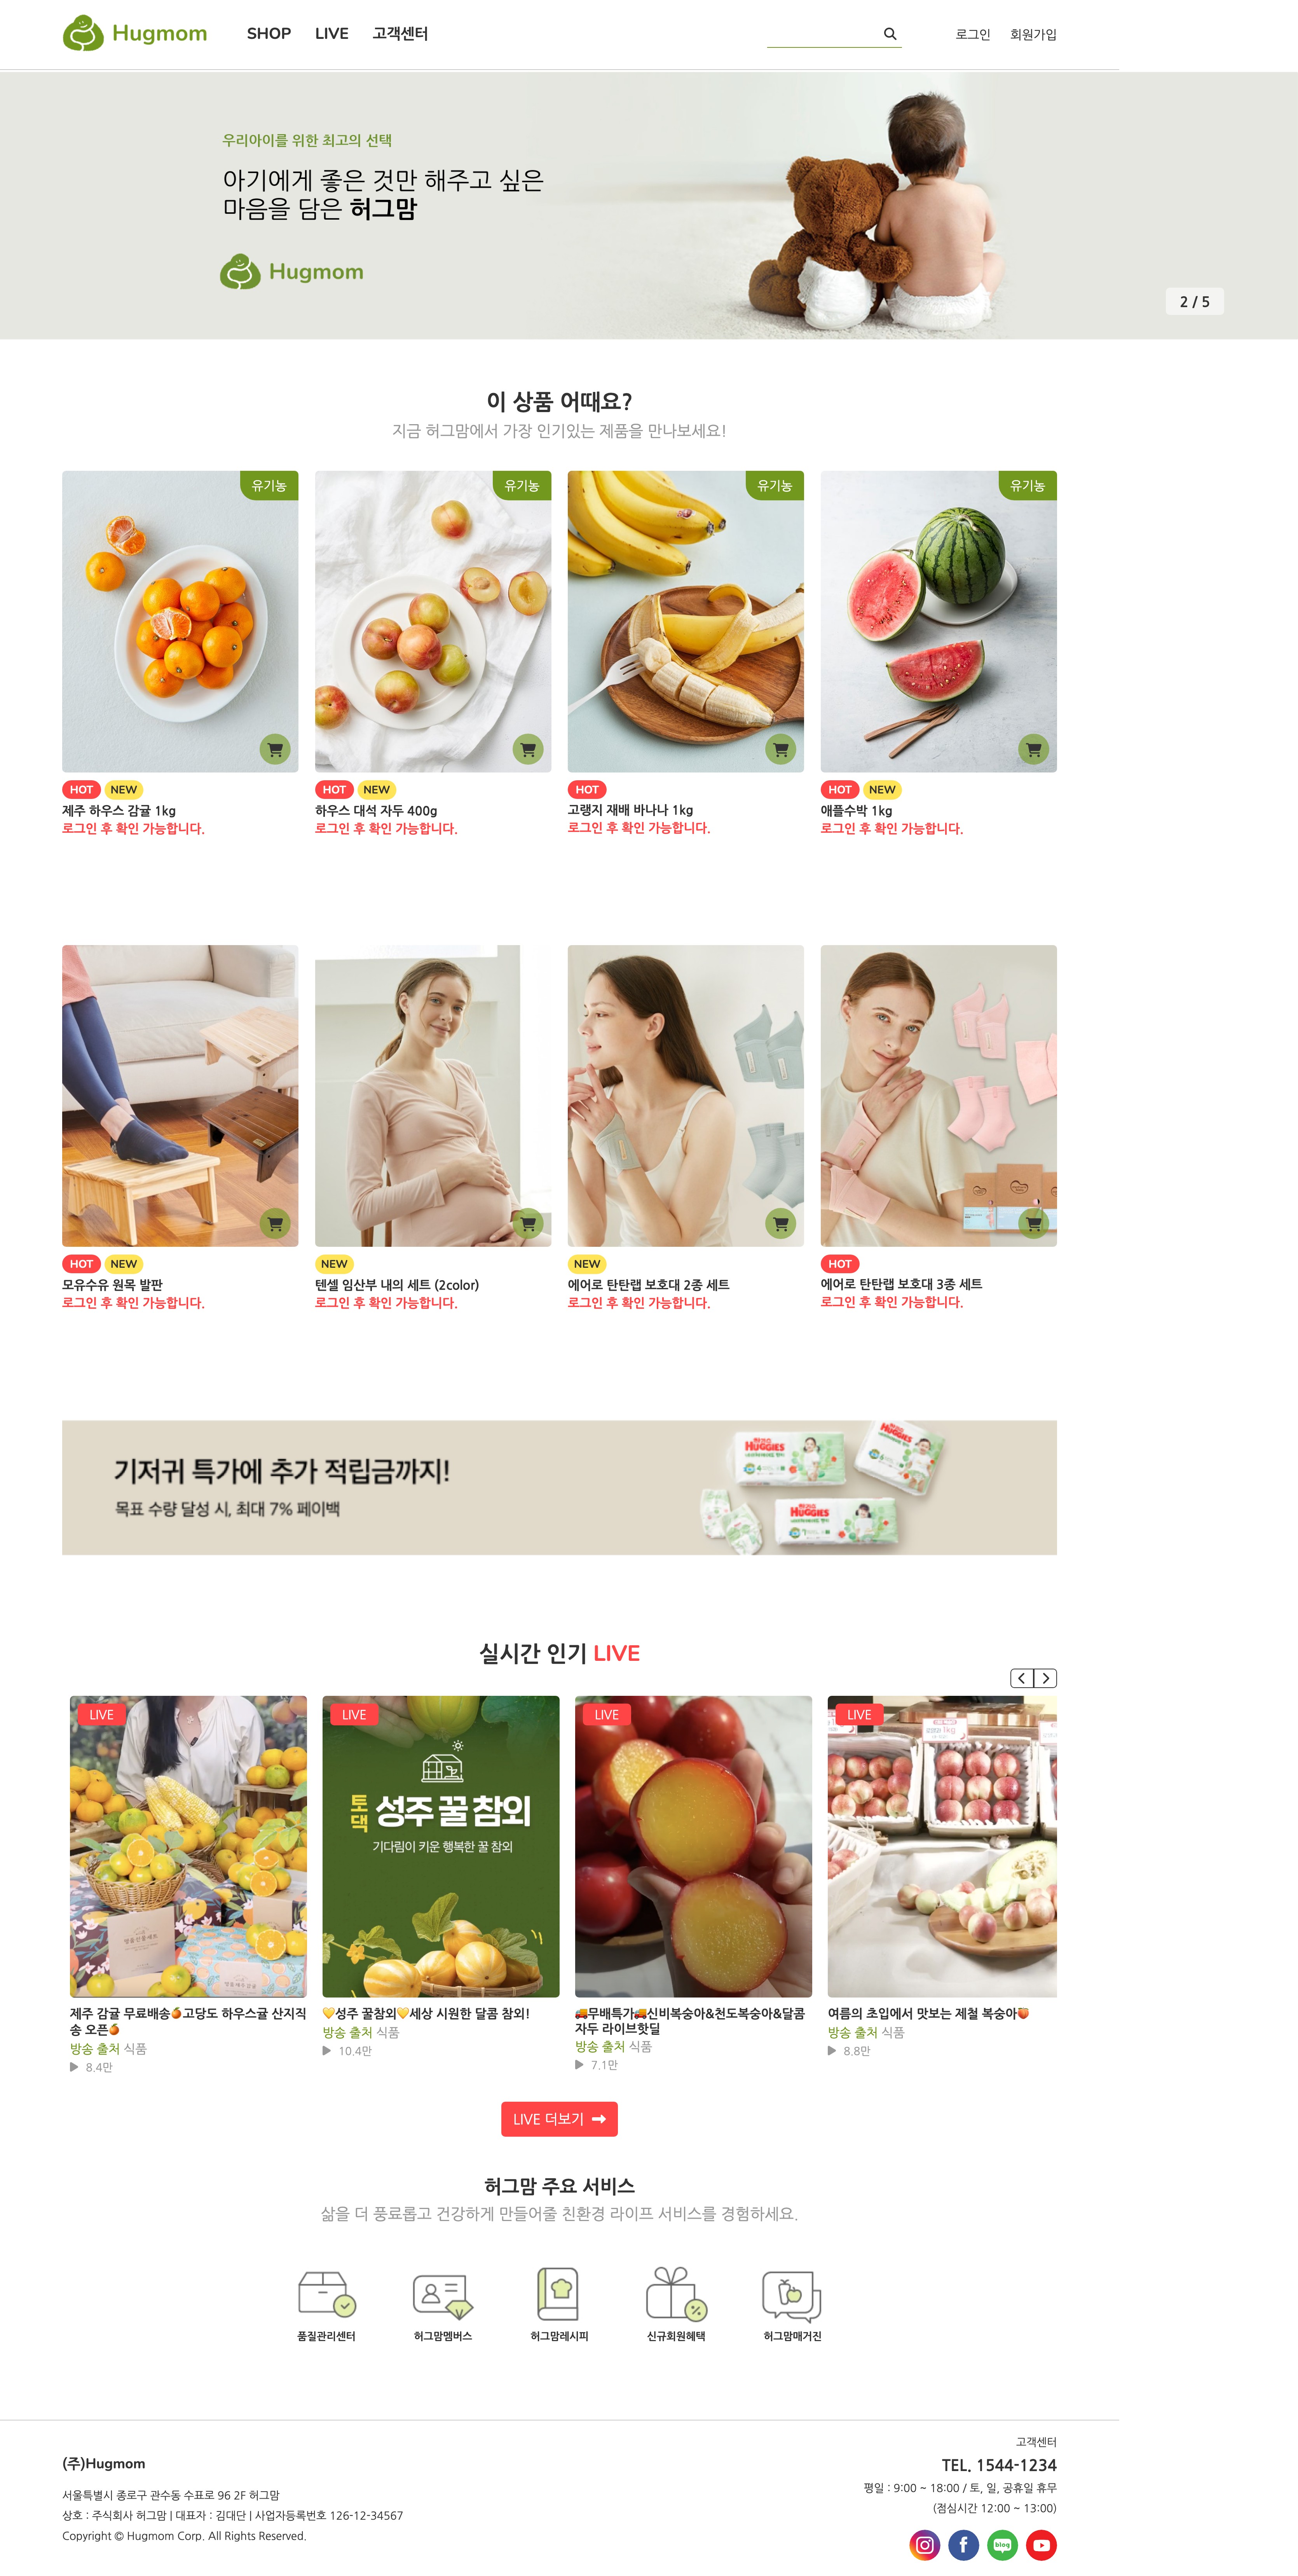 Hugmom
SHOP LIVE 고객센터
로그인 회원가입
우리아이를 위한 최고의 선택
아기에게 좋은 것만 해주고 싶은
마음을 담은 허그맘
Hugmom
2 / 5
이 상품 어때요?
지금 허그맘에서 가장 인기있는 제품을 만나보세요!
유기농
유기농
유기농
유기농
HOT NEW
제주 하우스 감귤 1kg
로그인 후 확인 가능합니다.
HOT NEW
하우스 대석 자두 400g
로그인 후 확인 가능합니다.
HOT
고랭지 재배 바나나 1kg
로그인 후 확인 가능합니다.
HOT NEW
애플수박 1kg
로그인 후 확인 가능합니다.
HOT NEW
모유수유 원목 발판
로그인 후 확인 가능합니다.
NEW
텐셀 임산부 내의 세트 (2color)
로그인 후 확인 가능합니다.
NEW
에어로 탄탄랩 보호대 2종 세트
로그인 후 확인 가능합니다.
HOT
에어로 탄탄랩 보호대 3종 세트
로그인 후 확인 가능합니다.
기저귀 특가에 추가 적립금까지!
목표 수량 달성 시, 최대 7% 페이백
HUGGIES
HUGGIES
HUGGIES
실시간 인기 LIVE
LIVE
제주 감귤 무료배송🍊고당도 하우스귤 산지직
송 오픈🍊
방송 출처 식품
8.4만
LIVE
토댁 성주 꿀 참외
기다림이 키운 행복한 꿀 참외
💛성주 꿀참외💛세상 시원한 달콤 참외!
방송 출처 식품
10.4만
LIVE
🚚무배특가🚚신비복숭아&천도복숭아&달콤
자두 라이브핫딜
방송 출처 식품
7.1만
LIVE
1kg
여름의 초입에서 맛보는 제철 복숭아🍑
방송 출처 식품
8.8만
LIVE 더보기
허그맘 주요 서비스
삶을 더 풍료롭고 건강하게 만들어줄 친환경 라이프 서비스를 경험하세요.
품질관리센터
허그맘멤버스
허그맘레시피
신규회원혜택
허그맘매거진
(주)Hugmom
서울특별시 종로구 관수동 수표로 96 2F 허그맘
상호 : 주식회사 허그맘 | 대표자 : 김대단 | 사업자등록번호 126-12-34567
Copyright © Hugmom Corp. All Rights Reserved.
고객센터
TEL. 1544-1234
평일 : 9:00 ~ 18:00 / 토, 일, 공휴일 휴무
(점심시간 12:00 ~ 13:00)
blog